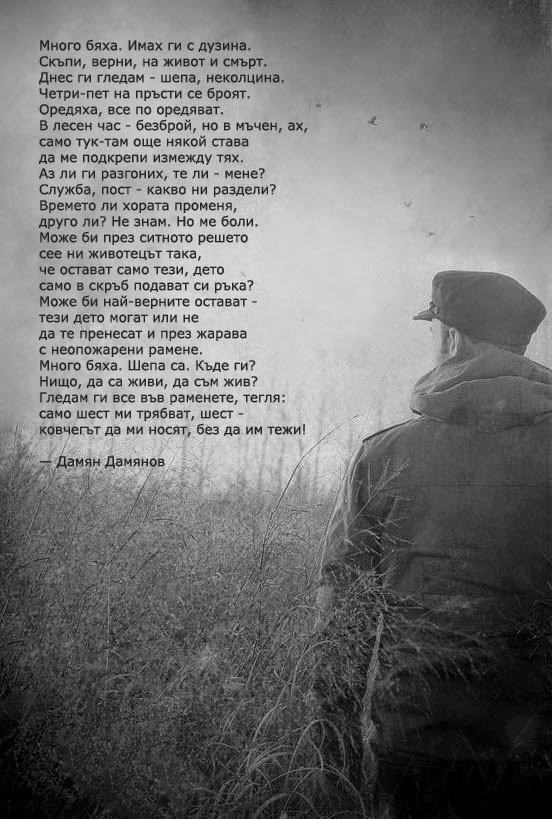 Много бяха. Имах ги с дузина.
Скъпи, верни, на живот и смърт.
Днес ги гледам - шепа, неколцина.
Четри-пет на пръсти се броят.
Оредяха, все по оредяват.
В лесен час - безброй, но в мъчен, ах,
само тук-там още някой става
да ме подкрепи измежду тях.
Аз ли ги разгоних, те ли - мене?
Служба, пост - какво ни раздели?
Времето ли хората променя,
друго ли? Не знам. Но ме боли.
Може би през ситното решето
сее ни животецът така,
че остават само тези, дето
само в скръб подават си ръка?
Може би най-верните остават -
тези дето могат или не
да те пренесат и през жарава
с неопожарени рамене.
Много бяха. Шепа са. Къде ги?
Нищо, да са живи, да съм жив?
Гледам ги все във раменете, тегля:
само шест ми трябват, шест -
ковчегът да ми носят, без да им тежи!
— Дамян Дамянов